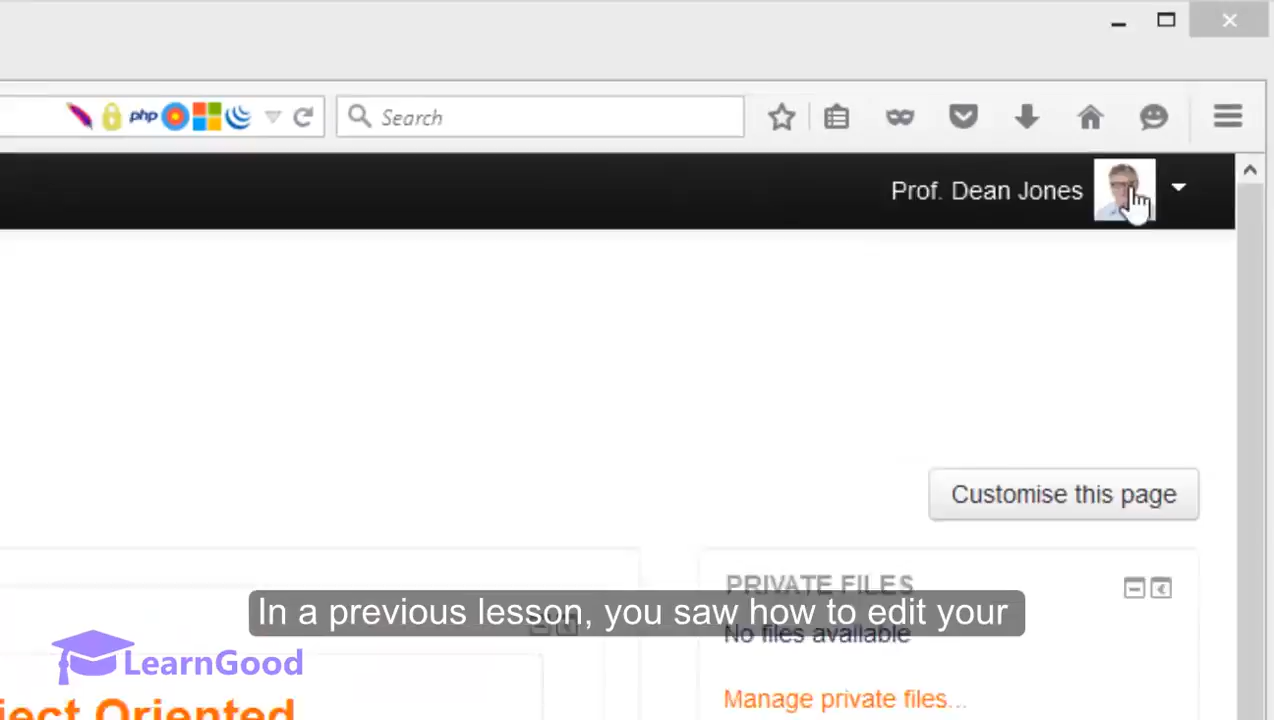 php
Search
Prof. Dean Jones
Customise this page
PRIVATE FILES
In a previous lesson, you saw how to edit your
No files available
LearnGood
Manage private files...
ject Oriented